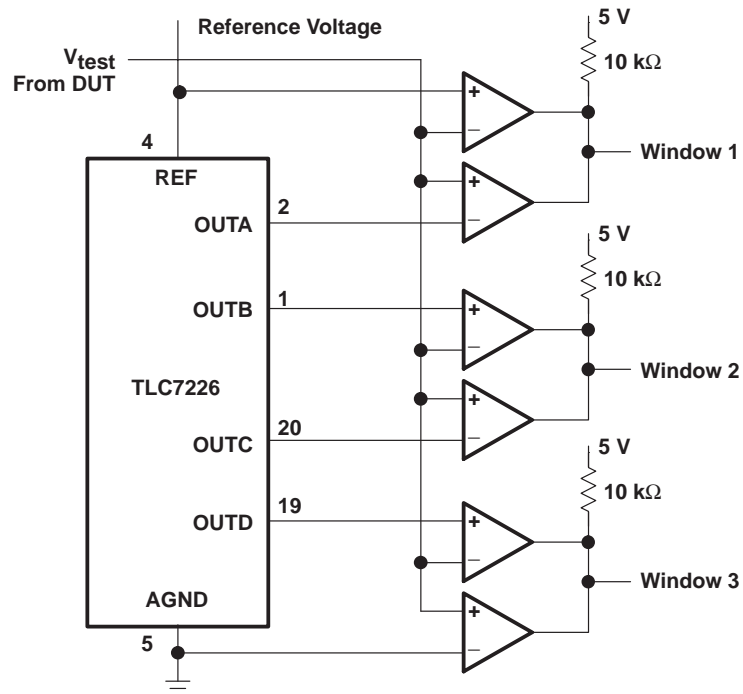 Reference Voltage
Vtest
From DUT
5 V
10 kΩ
+
−
Window 1
4
REF
+
−
2
OUTA
5 V
10 kΩ
1
OUTB
+
−
Window 2
TLC7226
+
−
20
OUTC
5 V
10 kΩ
19
OUTD
+
−
Window 3
AGND
+
−
5